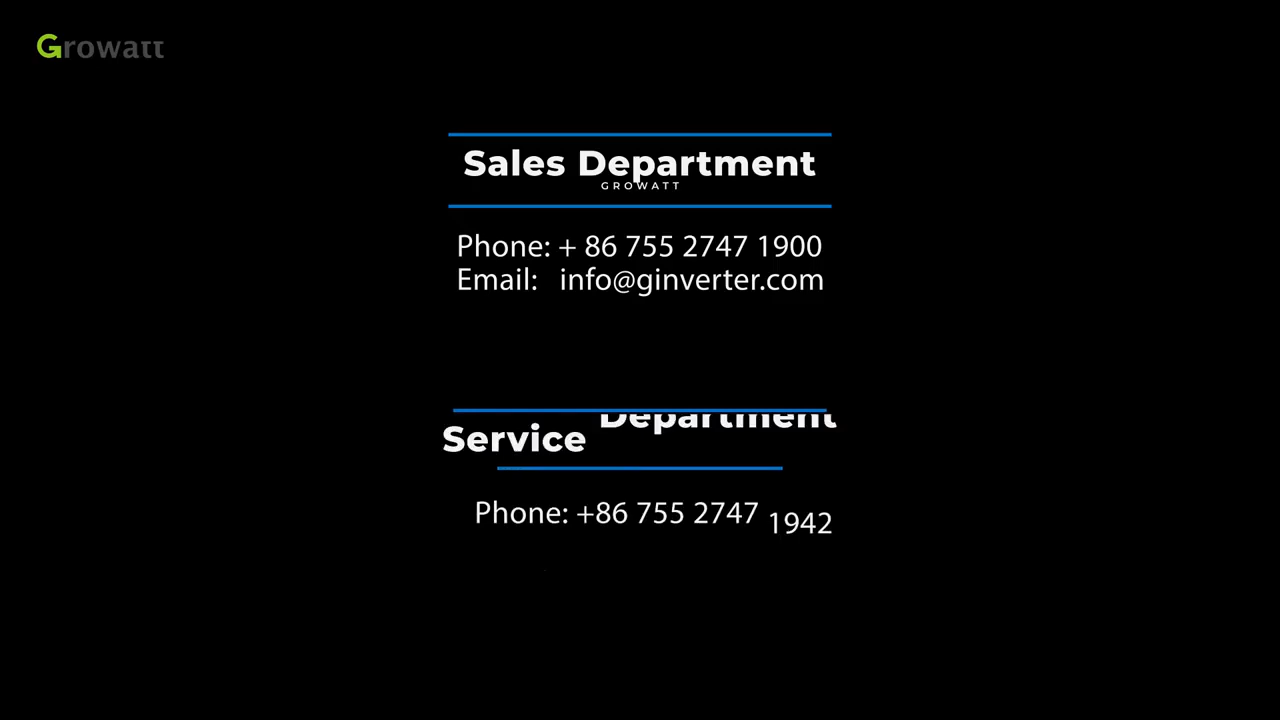 Growatt
Sales Department
GROWATT
Phone: + 86 755 2747 1900
Email: info@ginverter.com
Service Department
Phone: +86 755 2747 1942